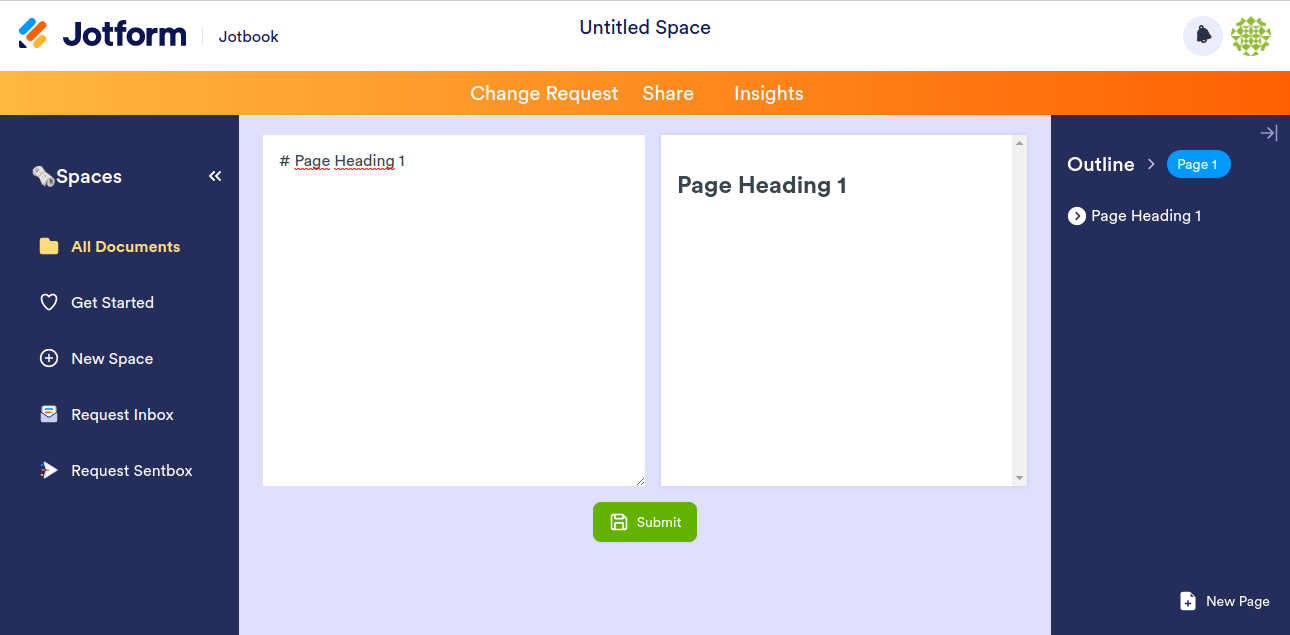 Jotform
Jotbook
Untitled Space
Change Request Share Insights
Spaces
All Documents
Get Started
New Space
Request Inbox
Request Sentbox
# Page Heading 1
Page Heading 1
Submit
Outline
Page 1
Page Heading 1
New Page